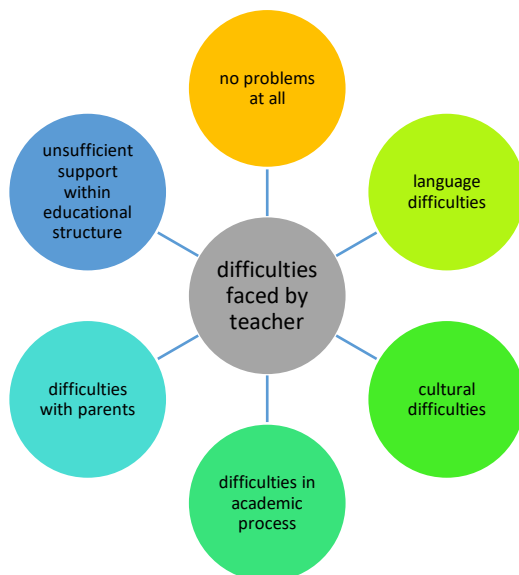 no problems
at all
language
difficulties
cultural
difficulties
difficulties in
academic
process
difficulties
with parents
unsufficient
support
within
educational
structure
difficulties
faced by
teacher